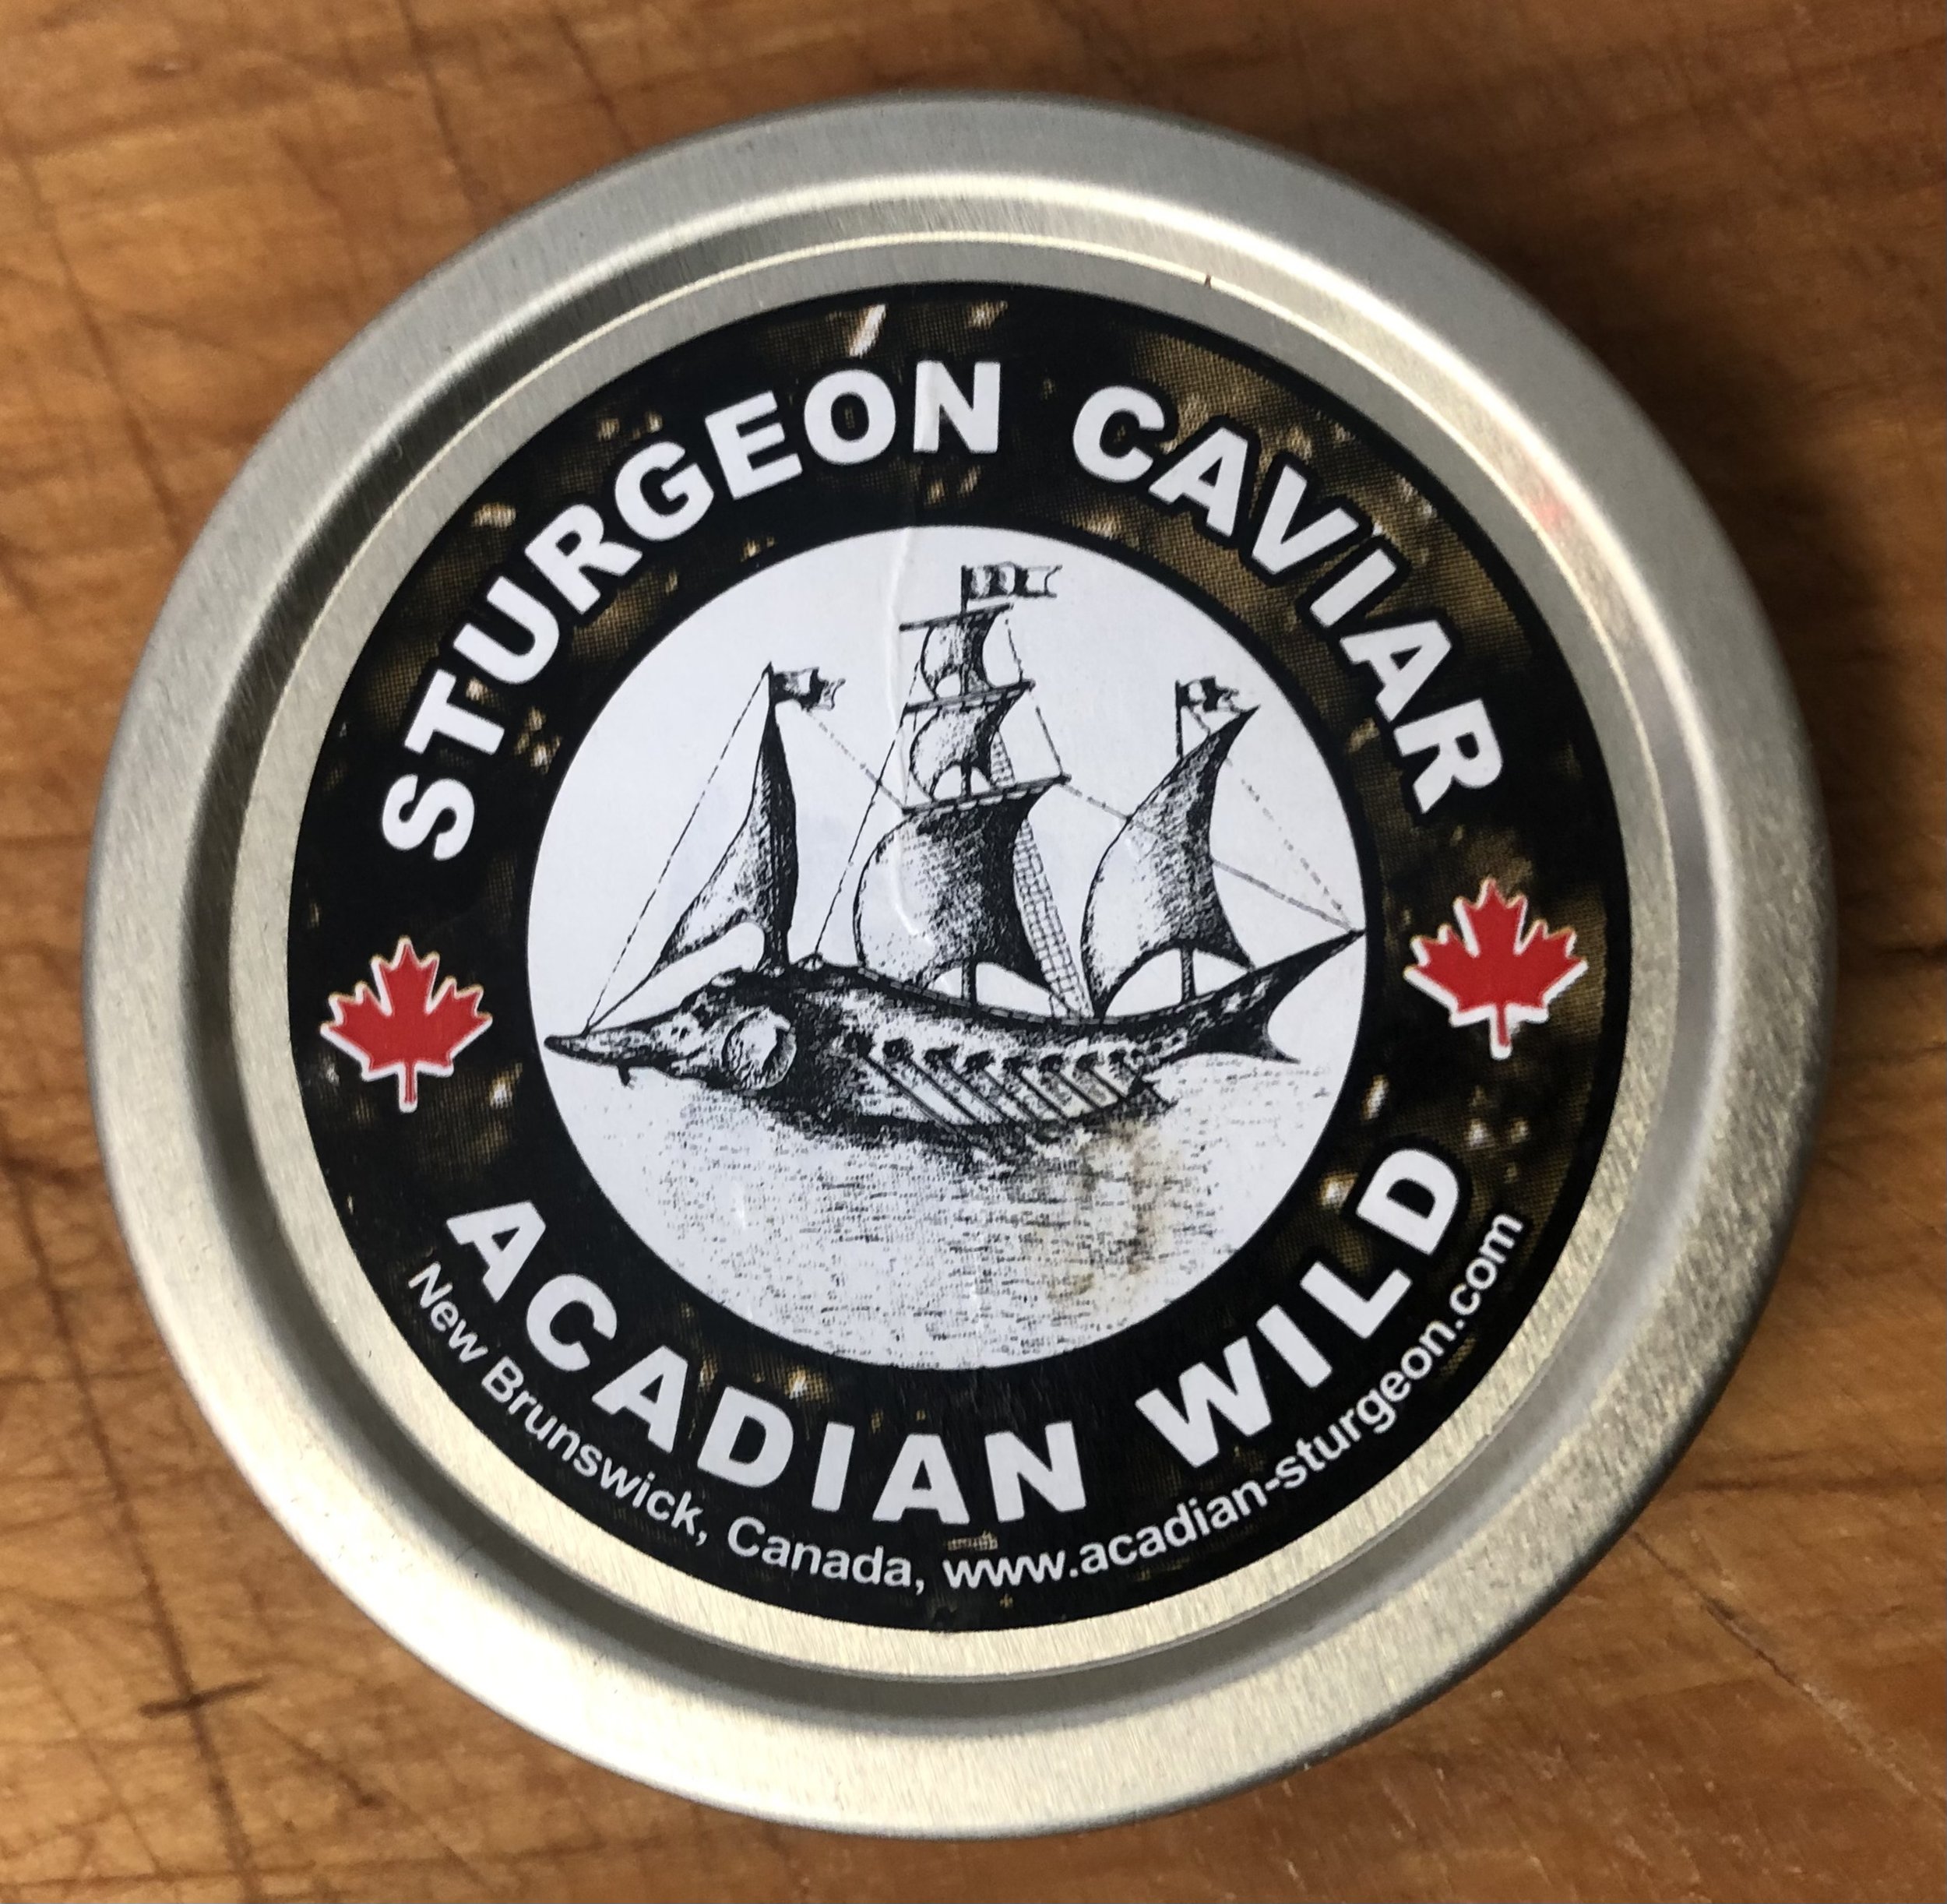 STURGEON CAVIAR
ACADIAN WILD
New Brunswick, Canada, www.acadian-sturgeon.com